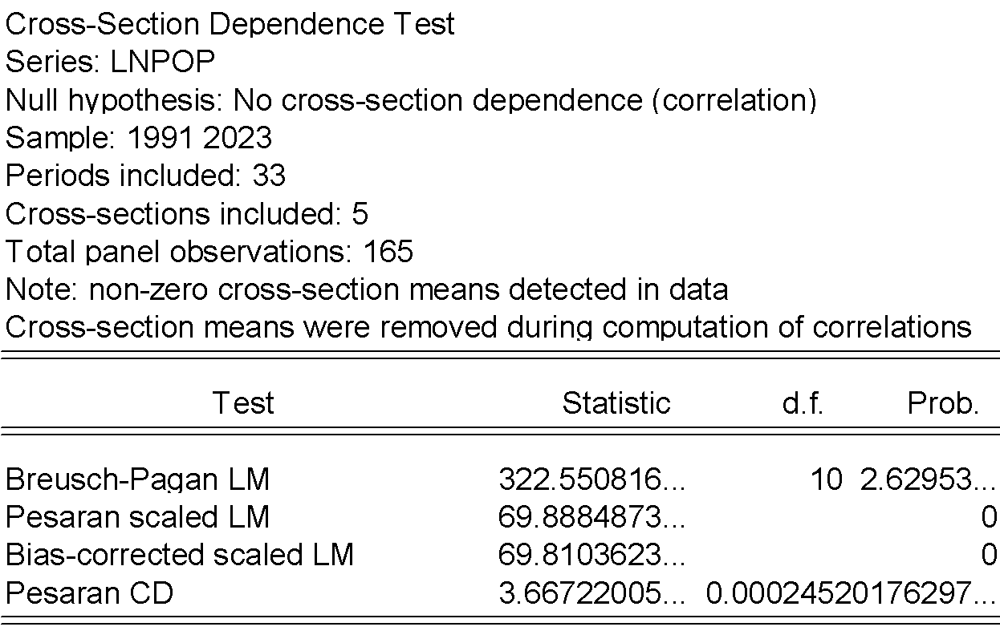 Cross-Section Dependence Test
Series: LNPOP
Null hypothesis: No cross-section dependence (correlation)
Sample: 1991 2023
Periods included: 33
Cross-sections included: 5
Total panel observations: 165
Note: non-zero cross-section means detected in data
Cross-section means were removed during computation of correlations
Test Statistic d.f. Prob.
Breusch-Pagan LM 322.550816... 10 2.62953...
Pesaran scaled LM 69.8884873... 0
Bias-corrected scaled LM 69.8103623... 0
Pesaran CD 3.66722005... 0.00024520176297...